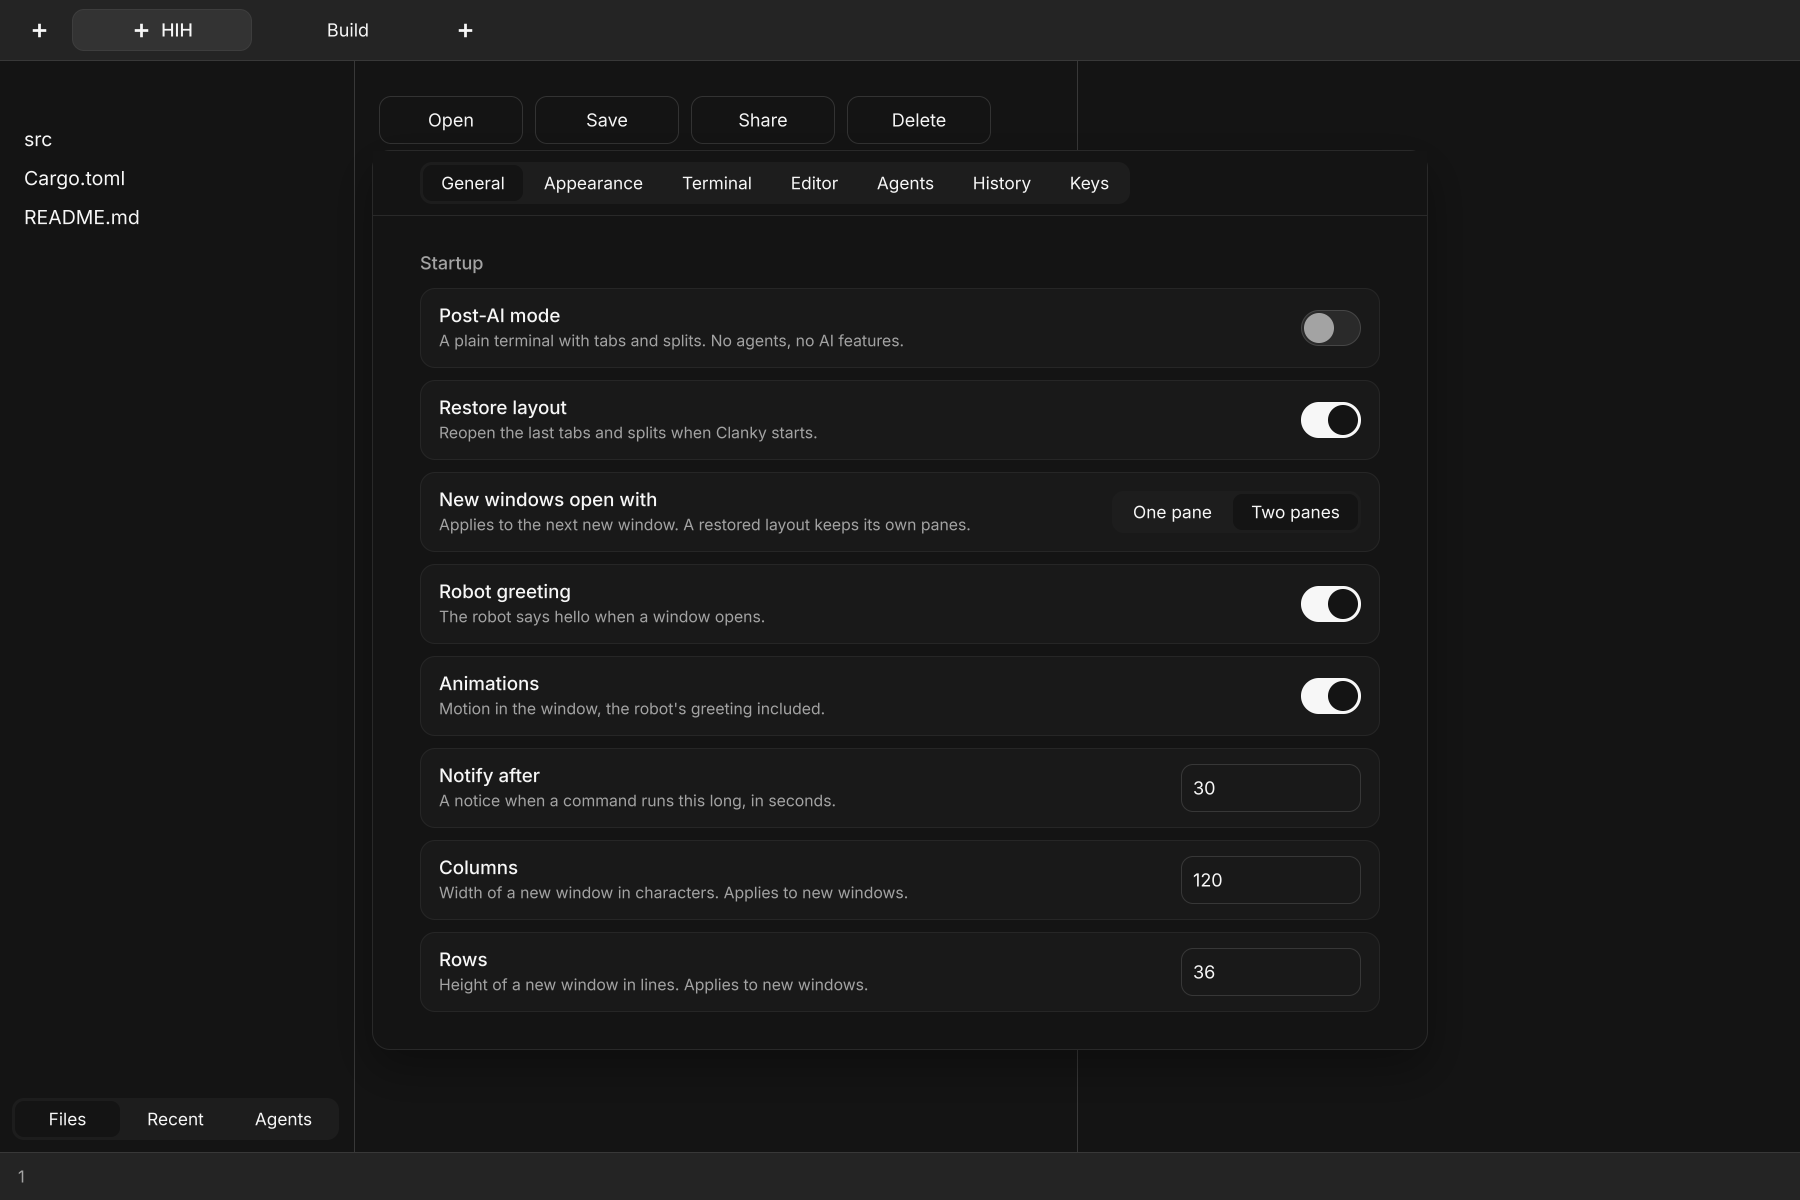 + + HIH Build +
Open Save Share Delete
src
Cargo.toml
README.md
General Appearance Terminal Editor Agents History Keys
Startup
Post-AI mode
A plain terminal with tabs and splits. No agents, no AI features.
Restore layout
Reopen the last tabs and splits when Clanky starts.
New windows open with
Applies to the next new window. A restored layout keeps its own panes.
One pane Two panes
Robot greeting
The robot says hello when a window opens.
Animations
Motion in the window, the robot's greeting included.
Notify after
A notice when a command runs this long, in seconds.
30
Columns
Width of a new window in characters. Applies to new windows.
120
Rows
Height of a new window in lines. Applies to new windows.
36
Files Recent Agents
1